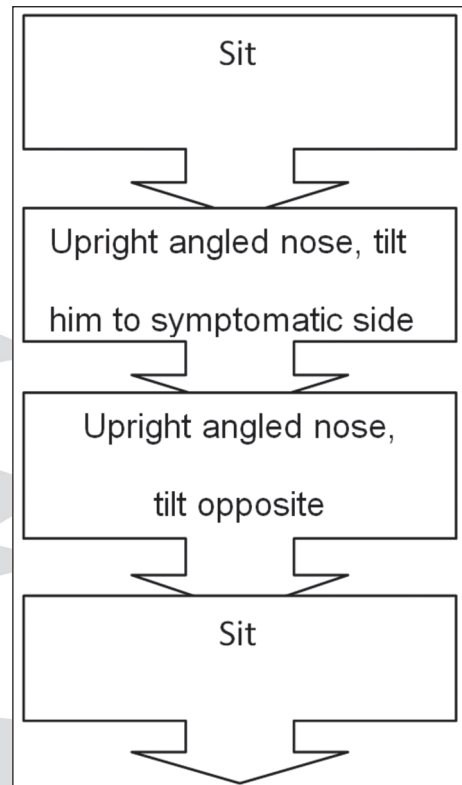 Sit
Upright angled nose, tilt
him to symptomatic side
Upright angled nose,
tilt opposite
Sit